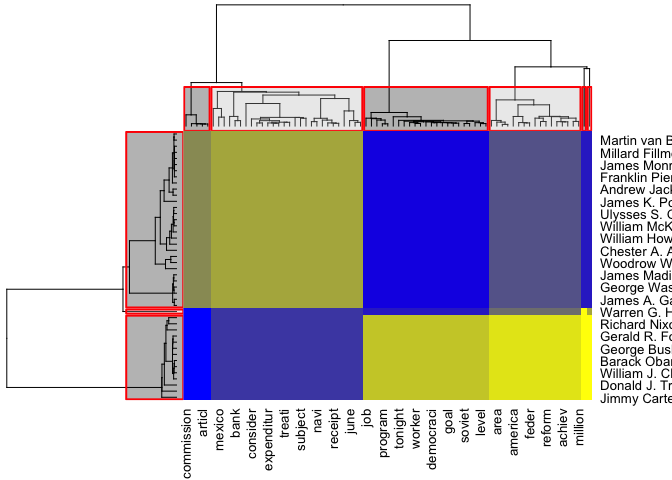 Martin van B
Millard Fillm
James Monr
Franklin Pier
Andrew Jack
James K. Po
Ulysses S. G
William McK
William How
Chester A. A
Woodrow W
James Madi
George Was
James A. Ga
Warren G. H
Richard Nixo
Gerald R. Fo
George Bus
Barack Obar
William J. Cl
Donald J. Tr
Jimmy Carte
commission
articl
mexico
bank
consider
expenditur
treati
subject
navi
receipt
june
job
program
tonight
worker
democraci
goal
soviet
level
area
america
feder
reform
achiev
million